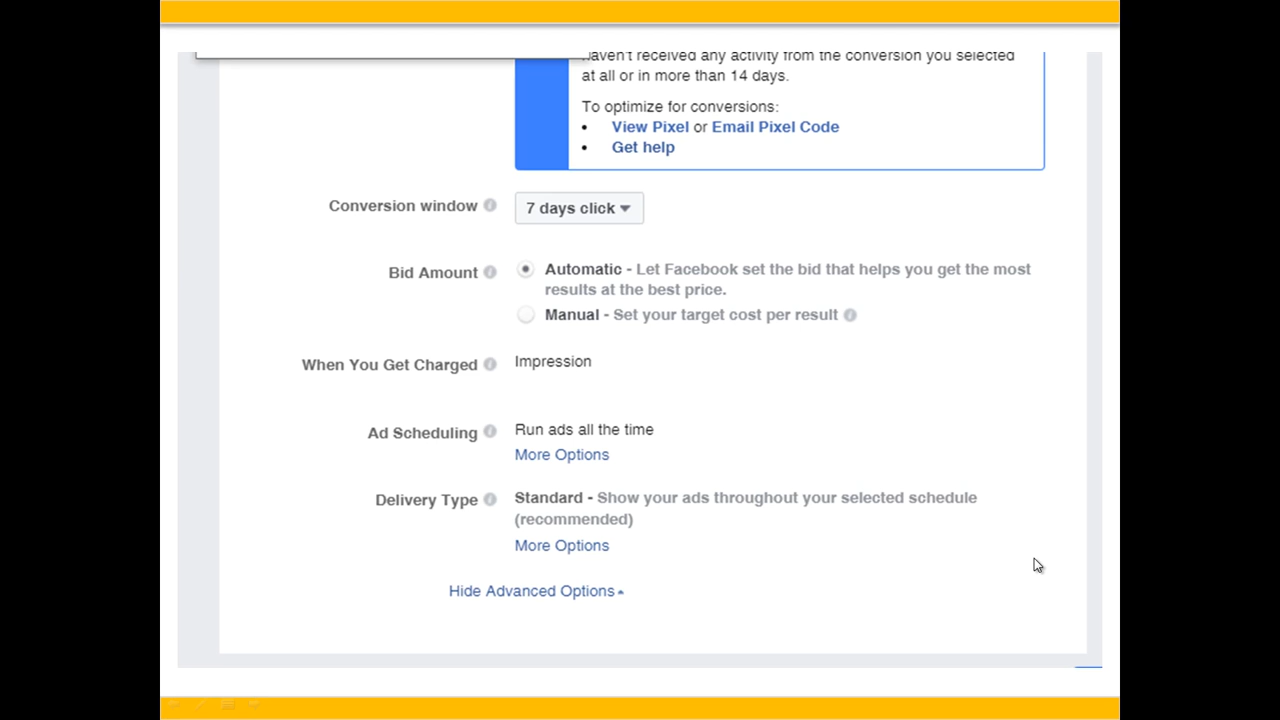 haven't received any activity from the conversion you selected
at all or in more than 14 days.
To optimize for conversions:
• View Pixel or Email Pixel Code
• Get help
Conversion window 7 days click
Bid Amount Automatic - Let Facebook set the bid that helps you get the most
results at the best price.
Manual - Set your target cost per result
When You Get Charged Impression
Ad Scheduling Run ads all the time
More Options
Delivery Type Standard - Show your ads throughout your selected schedule
(recommended)
More Options
Hide Advanced Options